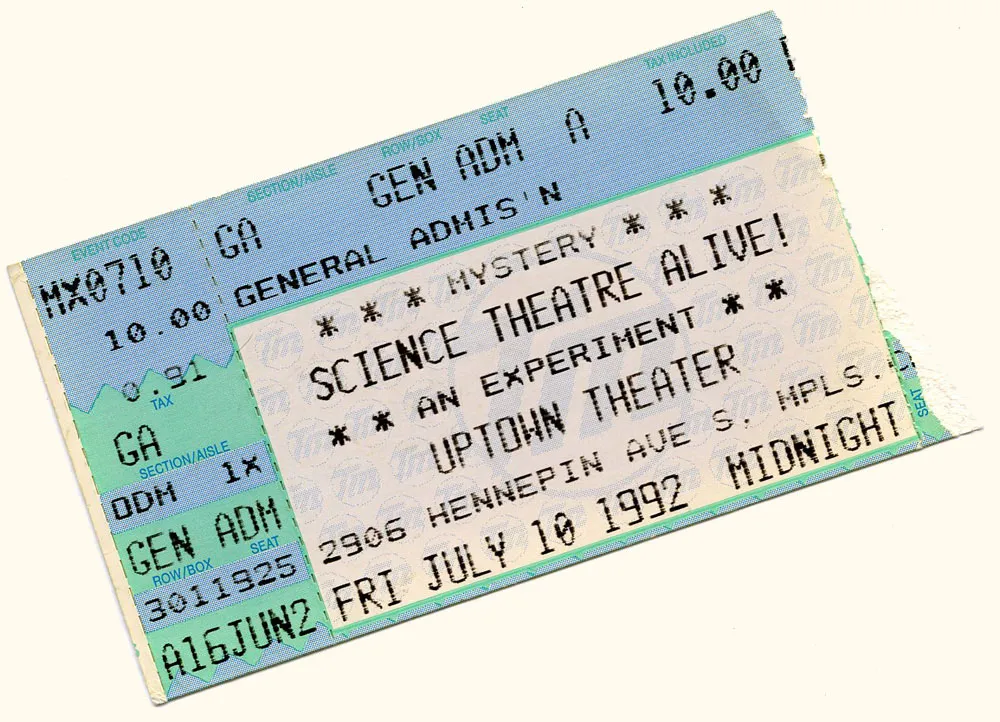 EVENT CODE SECTION/AISLE ROW/BOX SEAT TAX INCLUDED
MX0710 GA GEN ADM A 10.00
10.00 GENERAL ADMIS'N
0.91 * * * MYSTERY * * *
TAX
SCIENCE THEATRE ALIVE!
GA * * AN EXPERIMENT * *
SECTION/AISLE
ODM 1X UPTOWN THEATER
GEN ADM 2906 HENNEPIN AVE S. MPLS.
ROW/BOX SEAT
3011925 FRI JULY 10 1992 MIDNIGHT
SEAT
A16JUN2